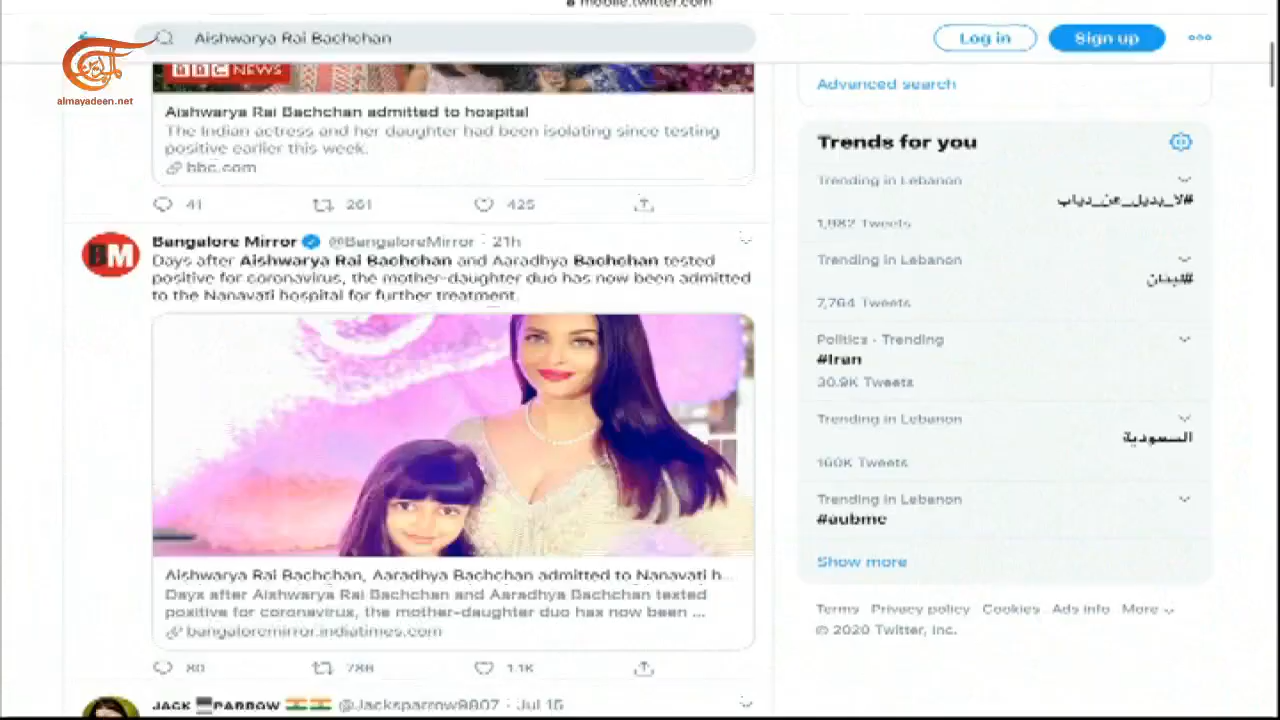 mobile.twitter.com
Aishwarya Rai Bachchan
Log in
Sign up
almayadeen.net
BBC NEWS
Aishwarya Rai Bachchan admitted to hospital
The Indian actress and her daughter had been isolating since testing
positive earlier this week.
bbc.com
41
261
425
Bangalore Mirror @BangaloreMirror · 21h
Days after Aishwarya Rai Bachchan and Aaradhya Bachchan tested
positive for coronavirus, the mother-daughter duo has now been admitted
to the Nanavati hospital for further treatment.
BM
Aishwarya Rai Bachchan, Aaradhya Bachchan admitted to Nanavati h...
Days after Aishwarya Rai Bachchan and Aaradhya Bachchan tested
positive for coronavirus, the mother-daughter duo has now been ...
bangaloremirror.indiatimes.com
80
788
1.1K
JACK PARROW @Jacksparrow9807 · Jul 15
Advanced search
Trends for you
Trending in Lebanon
#لا_بديل_عن_دياب
1,982 Tweets
Trending in Lebanon
#لبنان
7,764 Tweets
Politics · Trending
#Iran
30.9K Tweets
Trending in Lebanon
السعودية
160K Tweets
Trending in Lebanon
#aubmc
Show more
Terms Privacy policy Cookies Ads info More
© 2020 Twitter, Inc.